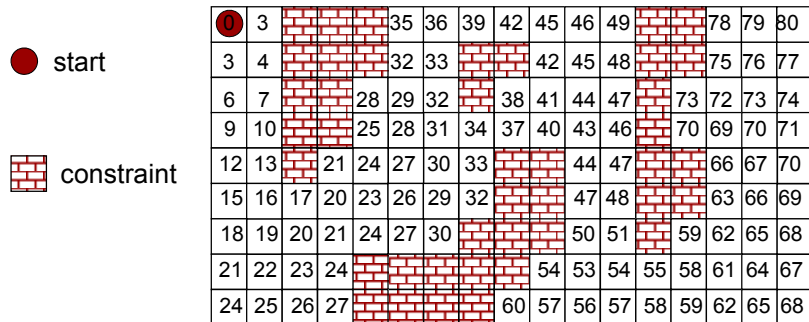 0 3 35 36 39 42 45 46 49 78 79 80
start
3 4 32 33 42 45 48 75 76 77
6 7 28 29 32 38 41 44 47 73 72 73 74
9 10 25 28 31 34 37 40 43 46 70 69 70 71
constraint
12 13 21 24 27 30 33 44 47 66 67 70
15 16 17 20 23 26 29 32 47 48 63 66 69
18 19 20 21 24 27 30 50 51 59 62 65 68
21 22 23 24 54 53 54 55 58 61 64 67
24 25 26 27 60 57 56 57 58 59 62 65 68